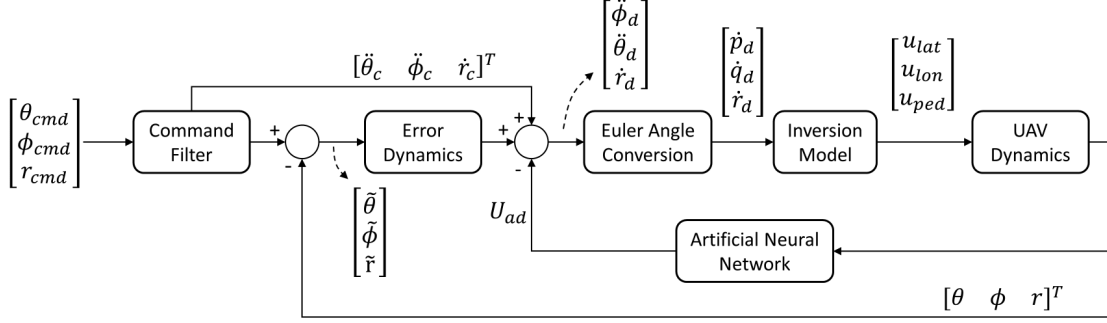 [θ̈_c ϕ̈_c ṙ_c]^T
[ϕ̈_d
θ̈_d
ṙ_d]
[ṗ_d
q̇_d
ṙ_d]
[u_lat
u_lon
u_ped]
[θ_cmd
ϕ_cmd
r_cmd]
Command
Filter
+
-
Error
Dynamics
+
+
-
Euler Angle
Conversion
Inversion
Model
UAV
Dynamics
[θ̃
ϕ̃
r̃]
U_ad
Artificial Neural
Network
[θ ϕ r]^T